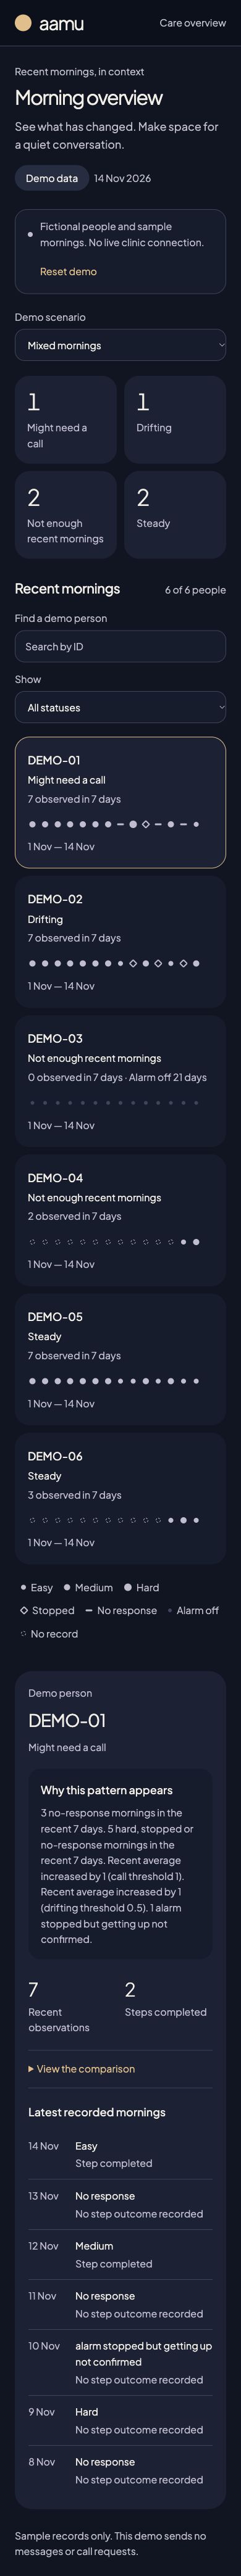 aamu
Care overview
Recent mornings, in context
Morning overview
See what has changed. Make space for
a quiet conversation.
Demo data
14 Nov 2026
Fictional people and sample
mornings. No live clinic connection.
Reset demo
Demo scenario
Mixed mornings
1
Might need a
call
1
Drifting
2
Not enough
recent mornings
2
Steady
Recent mornings
6 of 6 people
Find a demo person
Search by ID
Show
All statuses
DEMO-01
Might need a call
7 observed in 7 days
1 Nov — 14 Nov
DEMO-02
Drifting
7 observed in 7 days
1 Nov — 14 Nov
DEMO-03
Not enough recent mornings
0 observed in 7 days · Alarm off 21 days
1 Nov — 14 Nov
DEMO-04
Not enough recent mornings
2 observed in 7 days
1 Nov — 14 Nov
DEMO-05
Steady
7 observed in 7 days
1 Nov — 14 Nov
DEMO-06
Steady
3 observed in 7 days
1 Nov — 14 Nov
Easy Medium Hard
Stopped No response Alarm off
No record
Demo person
DEMO-01
Might need a call
Why this pattern appears
3 no-response mornings in the
recent 7 days. 5 hard, stopped or
no-response mornings in the
recent 7 days. Recent average
increased by 1 (call threshold 1).
Recent average increased by 1
(drifting threshold 0.5). 1 alarm
stopped but getting up not
confirmed.
7
Recent
observations
2
Steps completed
View the comparison
Latest recorded mornings
14 Nov Easy
Step completed
13 Nov No response
No step outcome recorded
12 Nov Medium
Step completed
11 Nov No response
No step outcome recorded
10 Nov alarm stopped but getting up
not confirmed
No step outcome recorded
9 Nov Hard
No step outcome recorded
8 Nov No response
No step outcome recorded
Sample records only. This demo sends no
messages or call requests.